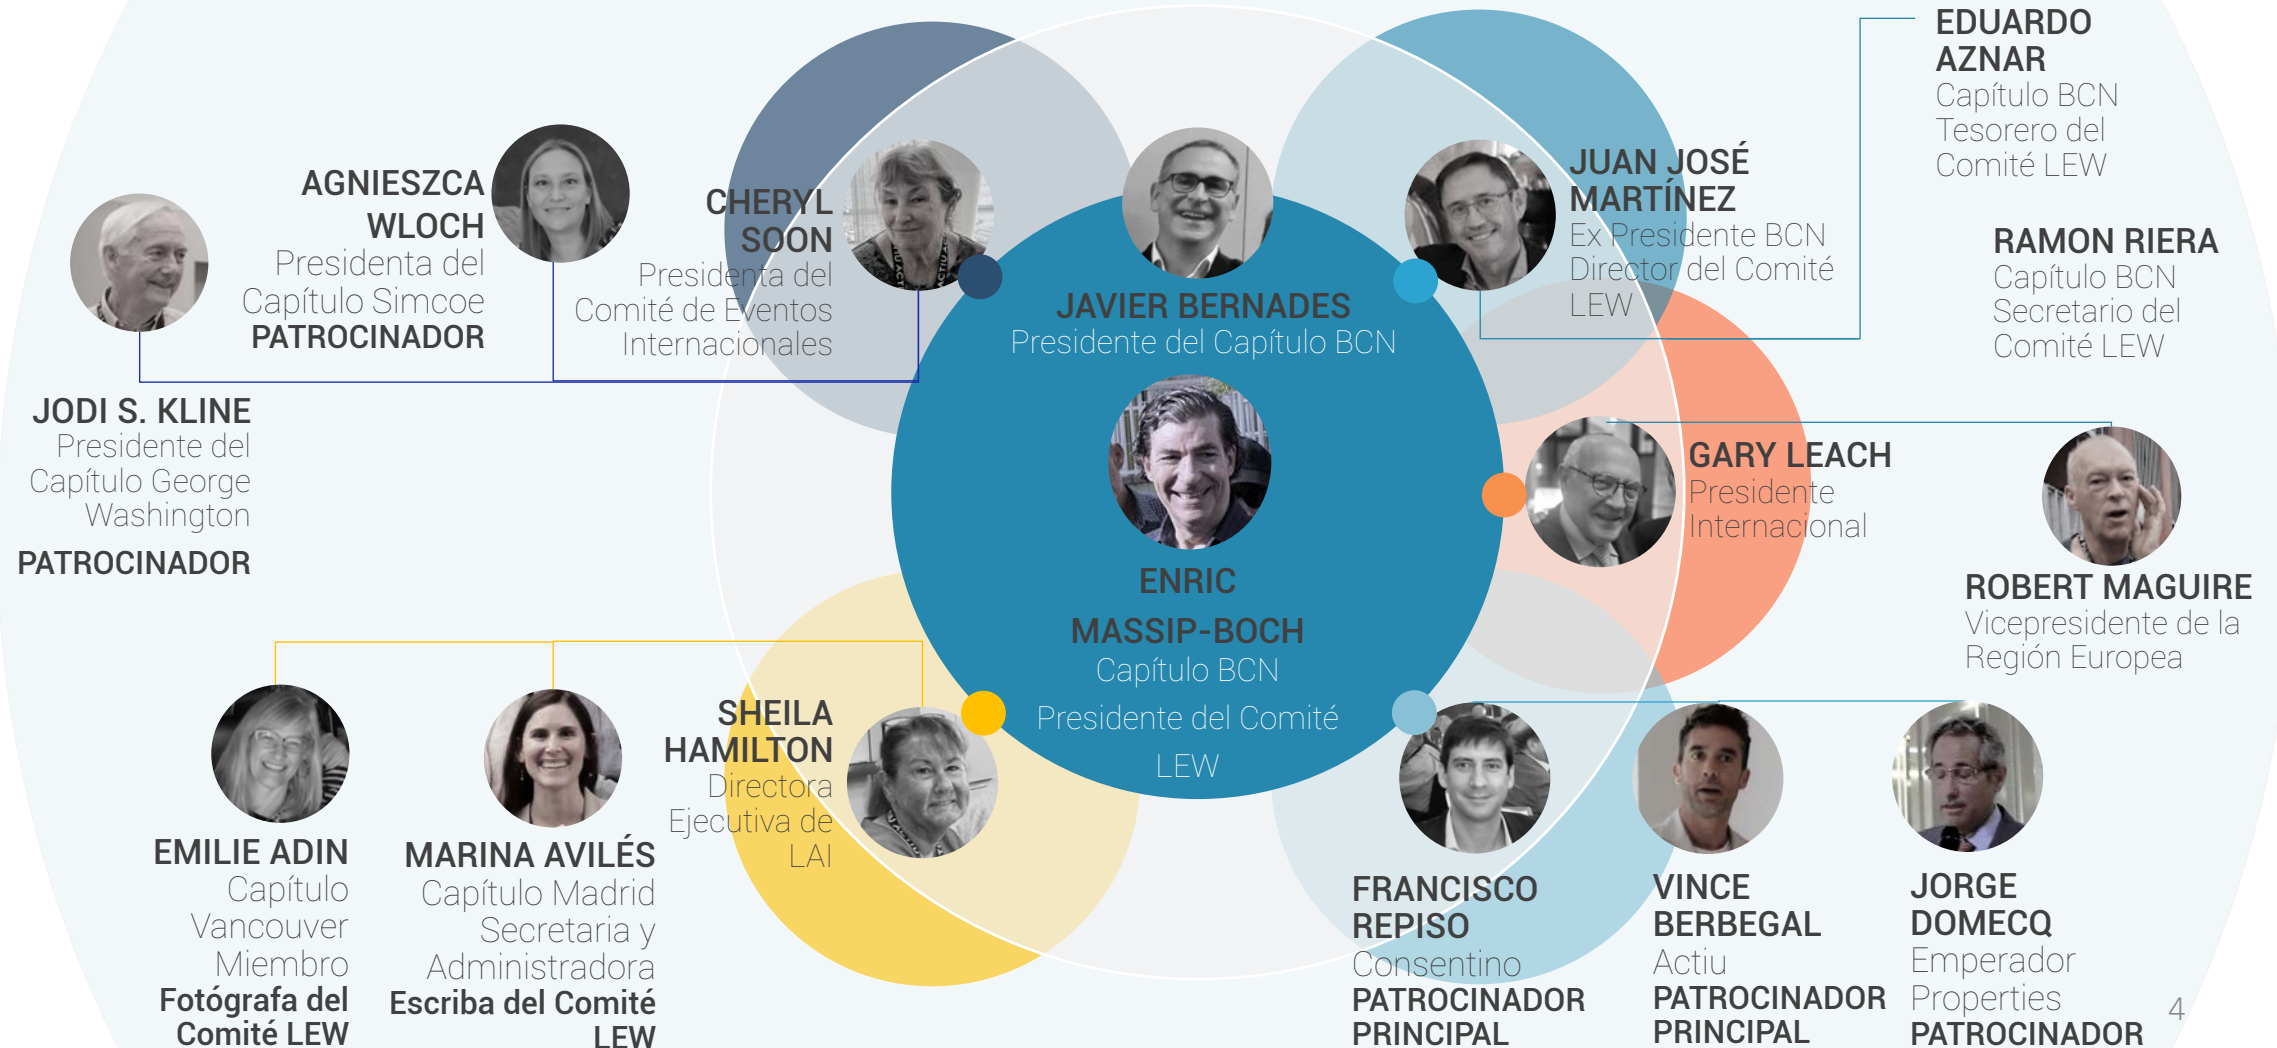 EDUARDO
AZNAR
Capítulo BCN
Tesorero del
Comité LEW
RAMON RIERA
Capítulo BCN
Secretario del
Comité LEW
JUAN JOSÉ
MARTÍNEZ
Ex Presidente BCN
Director del Comité
LEW
AGNIESZCA
WLOCH
Presidenta del
Capítulo Simcoe
PATROCINADOR
CHERYL
SOON
Presidenta del
Comité de Eventos
Internacionales
JAVIER BERNADES
Presidente del Capítulo BCN
JODI S. KLINE
Presidente del
Capítulo George
Washington
PATROCINADOR
ENRIC
MASSIP-BOCH
Capítulo BCN
Presidente del Comité
LEW
GARY LEACH
Presidente
Internacional
ROBERT MAGUIRE
Vicepresidente de la
Región Europea
SHEILA
HAMILTON
Directora
Ejecutiva de
LAI
EMILIE ADIN
Capítulo
Vancouver
Miembro
Fotógrafa del
Comité LEW
MARINA AVILÉS
Capítulo Madrid
Secretaria y
Administradora
Escriba del Comité
LEW
FRANCISCO
REPISO
Consentino
PATROCINADOR
PRINCIPAL
VINCE
BERBEGAL
Actiu
PATROCINADOR
PRINCIPAL
JORGE
DOMECQ
Emperador
Properties
PATROCINADOR
4